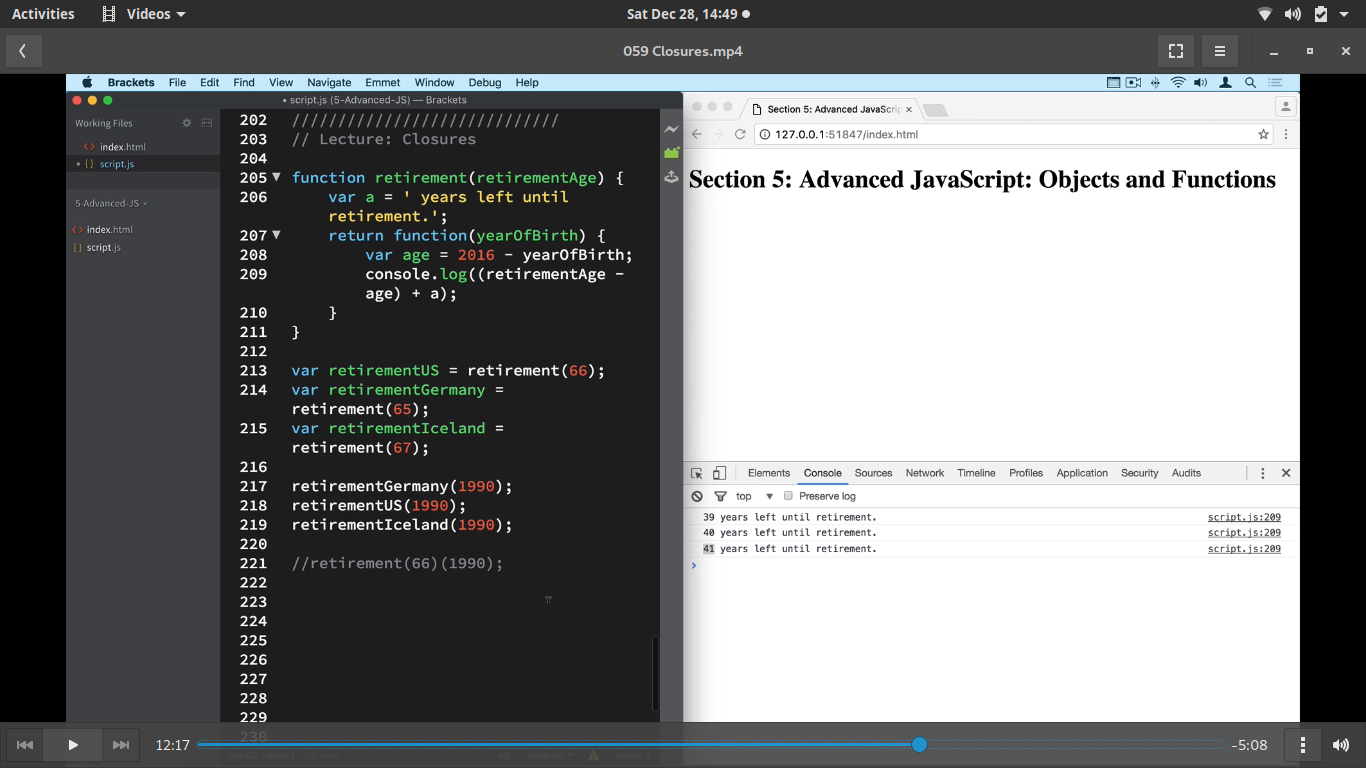 Activities Videos Sat Dec 28, 14:49
059 Closures.mp4
Brackets File Edit Find View Navigate Emmet Window Debug Help
• script.js (5-Advanced-JS) — Brackets
Working Files
<> index.html
• {} script.js
5-Advanced-JS
<> index.html
{} script.js
202 /////////////////////////////
203 // Lecture: Closures
204
205 function retirement(retirementAge) {
206 var a = ' years left until
retirement.';
207 return function(yearOfBirth) {
208 var age = 2016 - yearOfBirth;
209 console.log((retirementAge -
age) + a);
210 }
211 }
212
213 var retirementUS = retirement(66);
214 var retirementGermany =
retirement(65);
215 var retirementIceland =
retirement(67);
216
217 retirementGermany(1990);
218 retirementUS(1990);
219 retirementIceland(1990);
220
221 //retirement(66)(1990);
222
223
224
225
226
227
228
229
230
Section 5: Advanced JavaScrip
127.0.0.1:51847/index.html
Section 5: Advanced JavaScript: Objects and Functions
Elements Console Sources Network Timeline Profiles Application Security Audits
top Preserve log
39 years left until retirement. script.js:209
40 years left until retirement. script.js:209
41 years left until retirement. script.js:209
>
12:17 -5:08